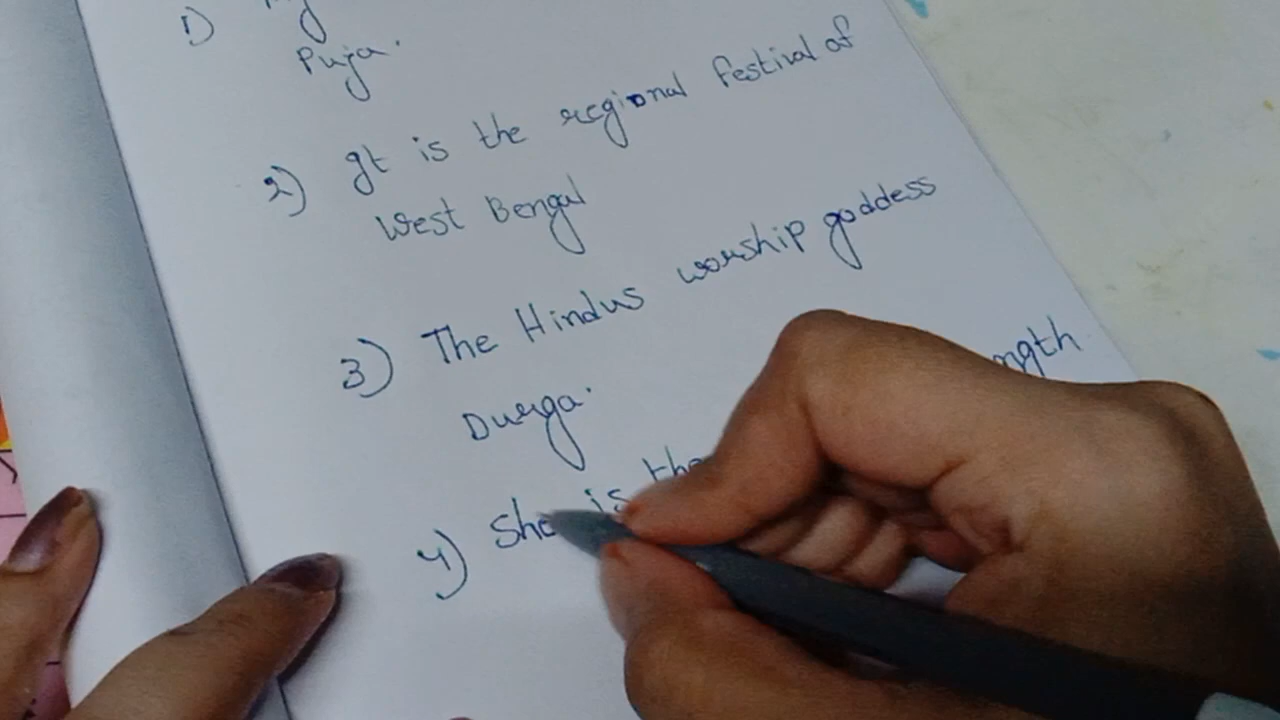 1)
Puja.
2) It is the regional festival of
West Bengal
3) The Hindus worship goddess
Durga.
4) She is the